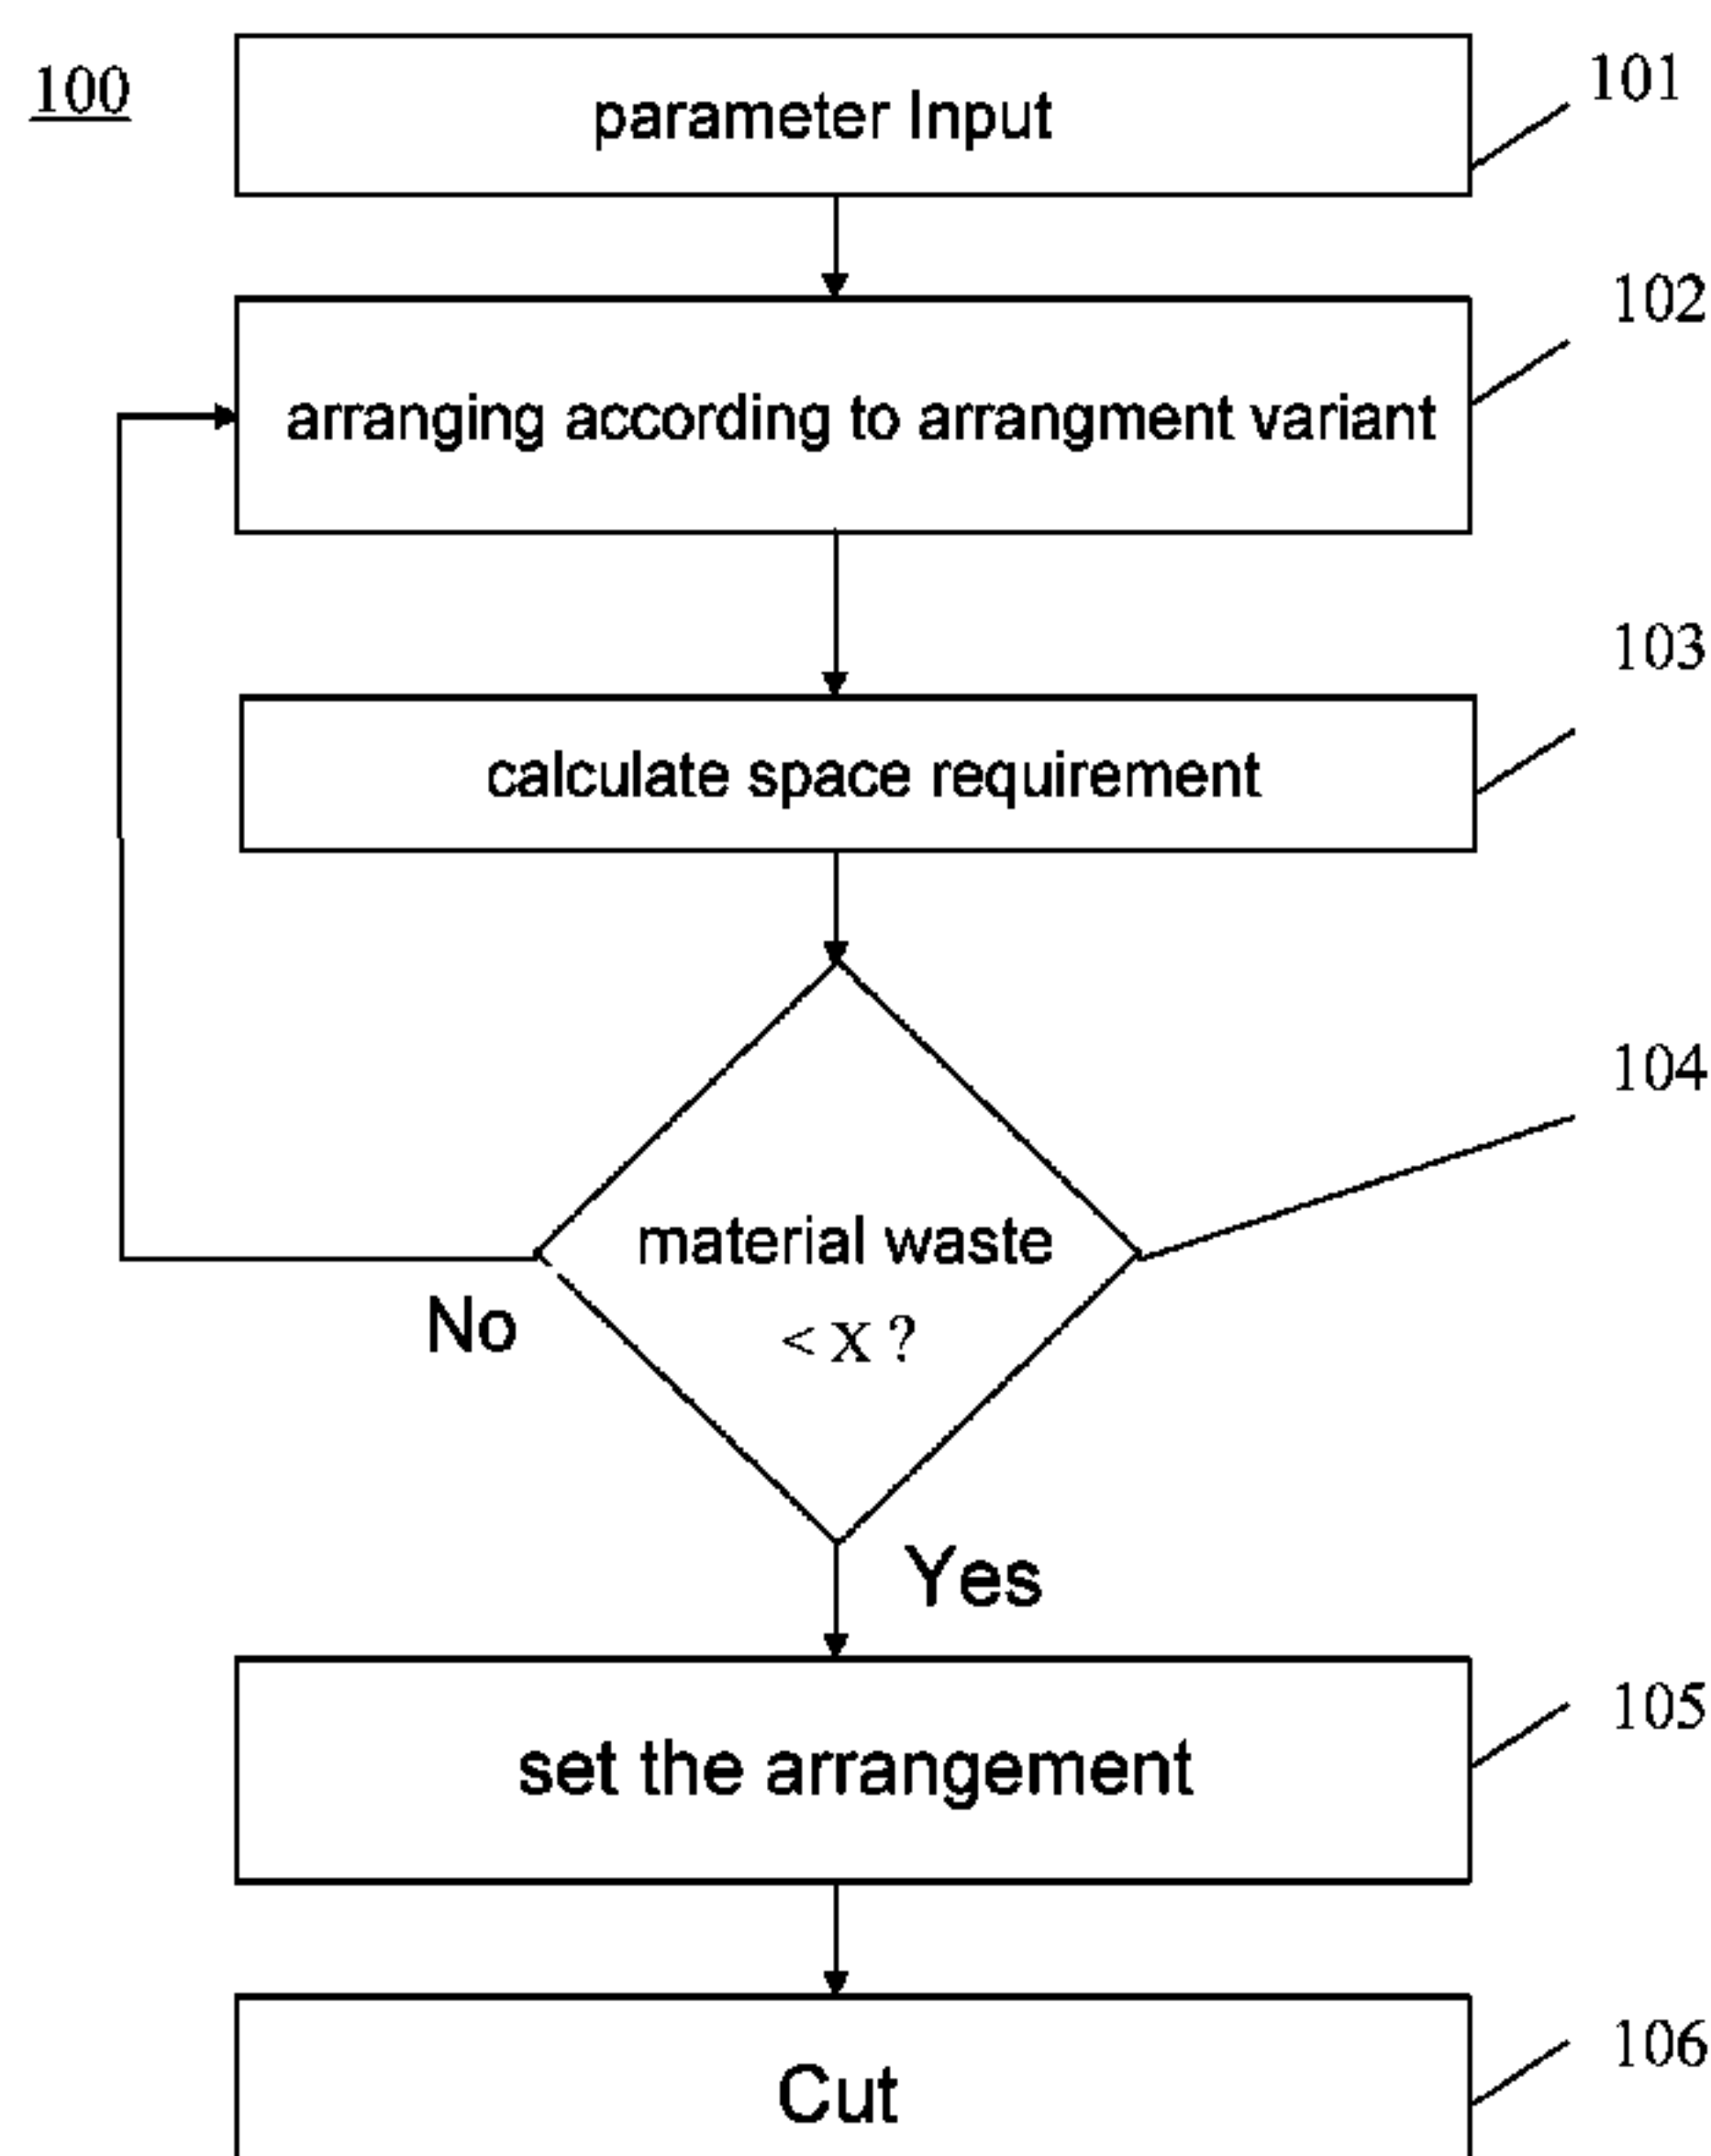 100
parameter Input
101
arranging according to arrangment variant
102
calculate space requirement
103
material waste
< X ?
104
No
Yes
set the arrangement
105
Cut
106